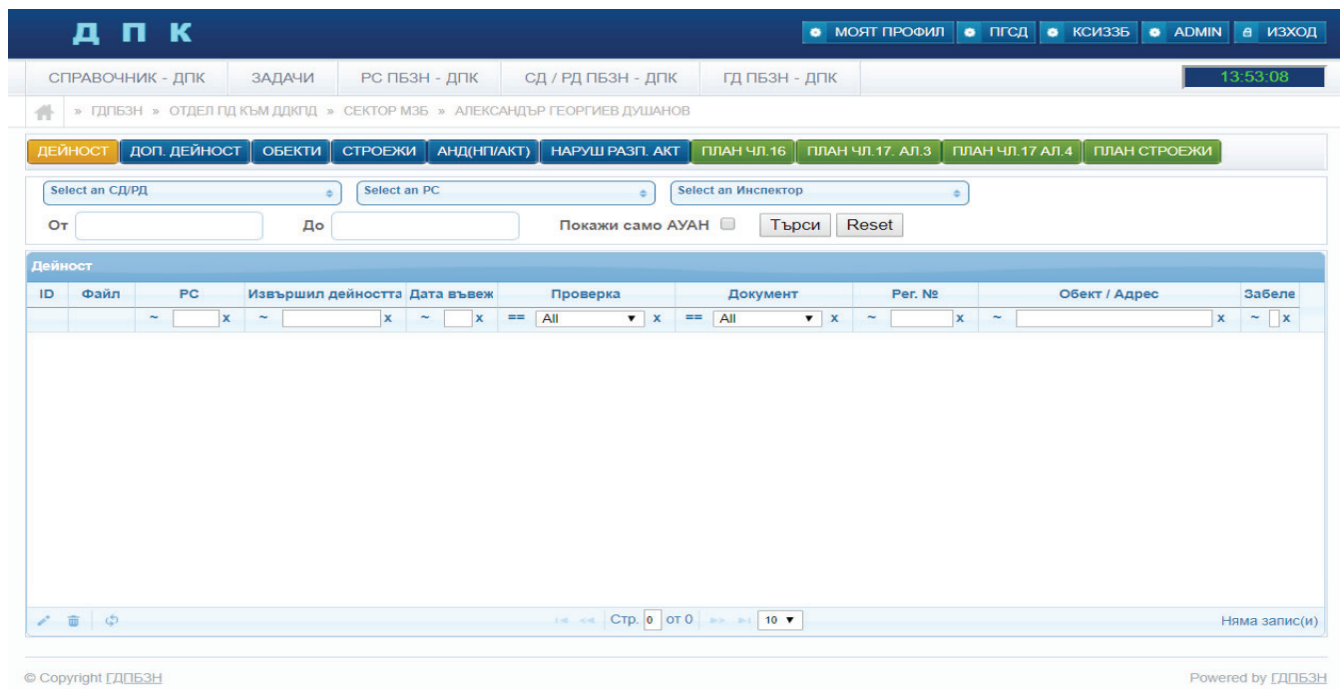 ДПК МОЯТ ПРОФИЛ ПГСД КСИЗЗБ ADMIN ИЗХОД
СПРАВОЧНИК - ДПК ЗАДАЧИ РС ПБЗН - ДПК СД / РД ПБЗН - ДПК ГД ПБЗН - ДПК 13:53:08
» ГДПБЗН » ОТДЕЛ ПД КЪМ ДДКПД » СЕКТОР МЗБ » АЛЕКСАНДЪР ГЕОРГИЕВ ДУШАНОВ
ДЕЙНОСТ ДОП. ДЕЙНОСТ ОБЕКТИ СТРОЕЖИ АНД(НП/АКТ) НАРУШ РАЗП. АКТ ПЛАН ЧЛ.16 ПЛАН ЧЛ.17. АЛ.3 ПЛАН ЧЛ.17 АЛ.4 ПЛАН СТРОЕЖИ
Select an СД/РД Select an РС Select an Инспектор
От До Покажи само АУАН Търси Reset
Дейност
ID Файл РС Извършил дейността Дата въвеж Проверка Документ Рег. № Обект / Адрес Забеле
~ x ~ x ~ x == All x == All x ~ x ~ x ~ x
Стр. 0 от 0 10 Няма запис(и)
© Copyright ГДПБЗН Powered by ГДПБЗН